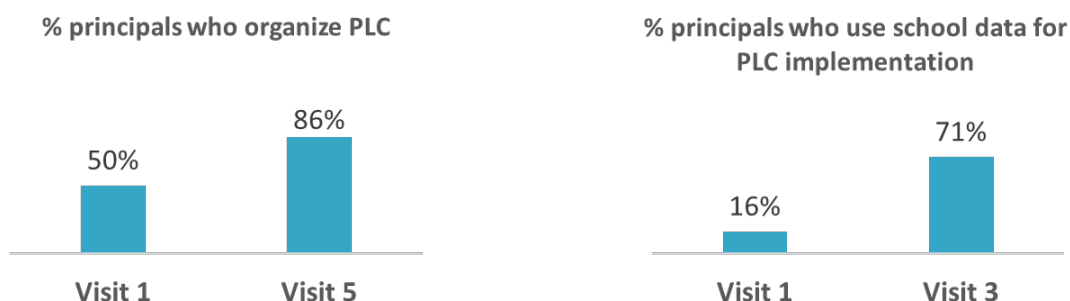 % principals who organize PLC
86%
50%
Visit 1
Visit 5
% principals who use school data for
PLC implementation
71%
16%
Visit 1
Visit 3